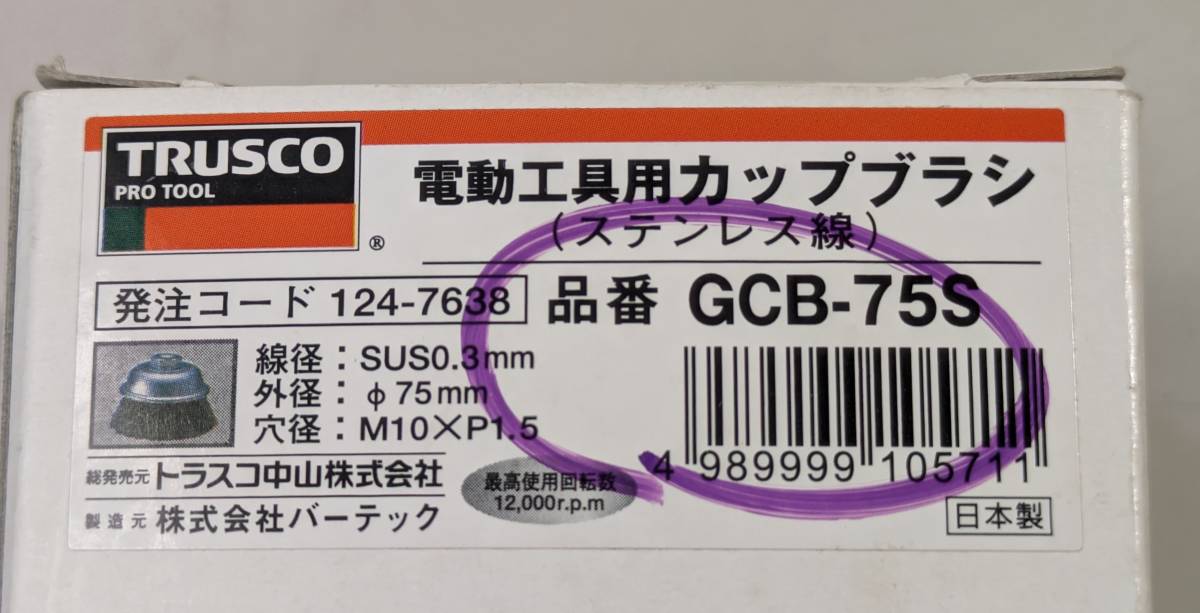 TRUSCO
PRO TOOL
®
電動工具用カップブラシ
(ステンレス線)
発注コード 124-7638
品番 GCB-75S
線径:SUS0.3mm
外径:φ75mm
穴径:M10×P1.5
4 989999 105711
総発売元 トラスコ中山株式会社
製造元 株式会社バーテック
最高使用回転数
12,000r.p.m
日本製